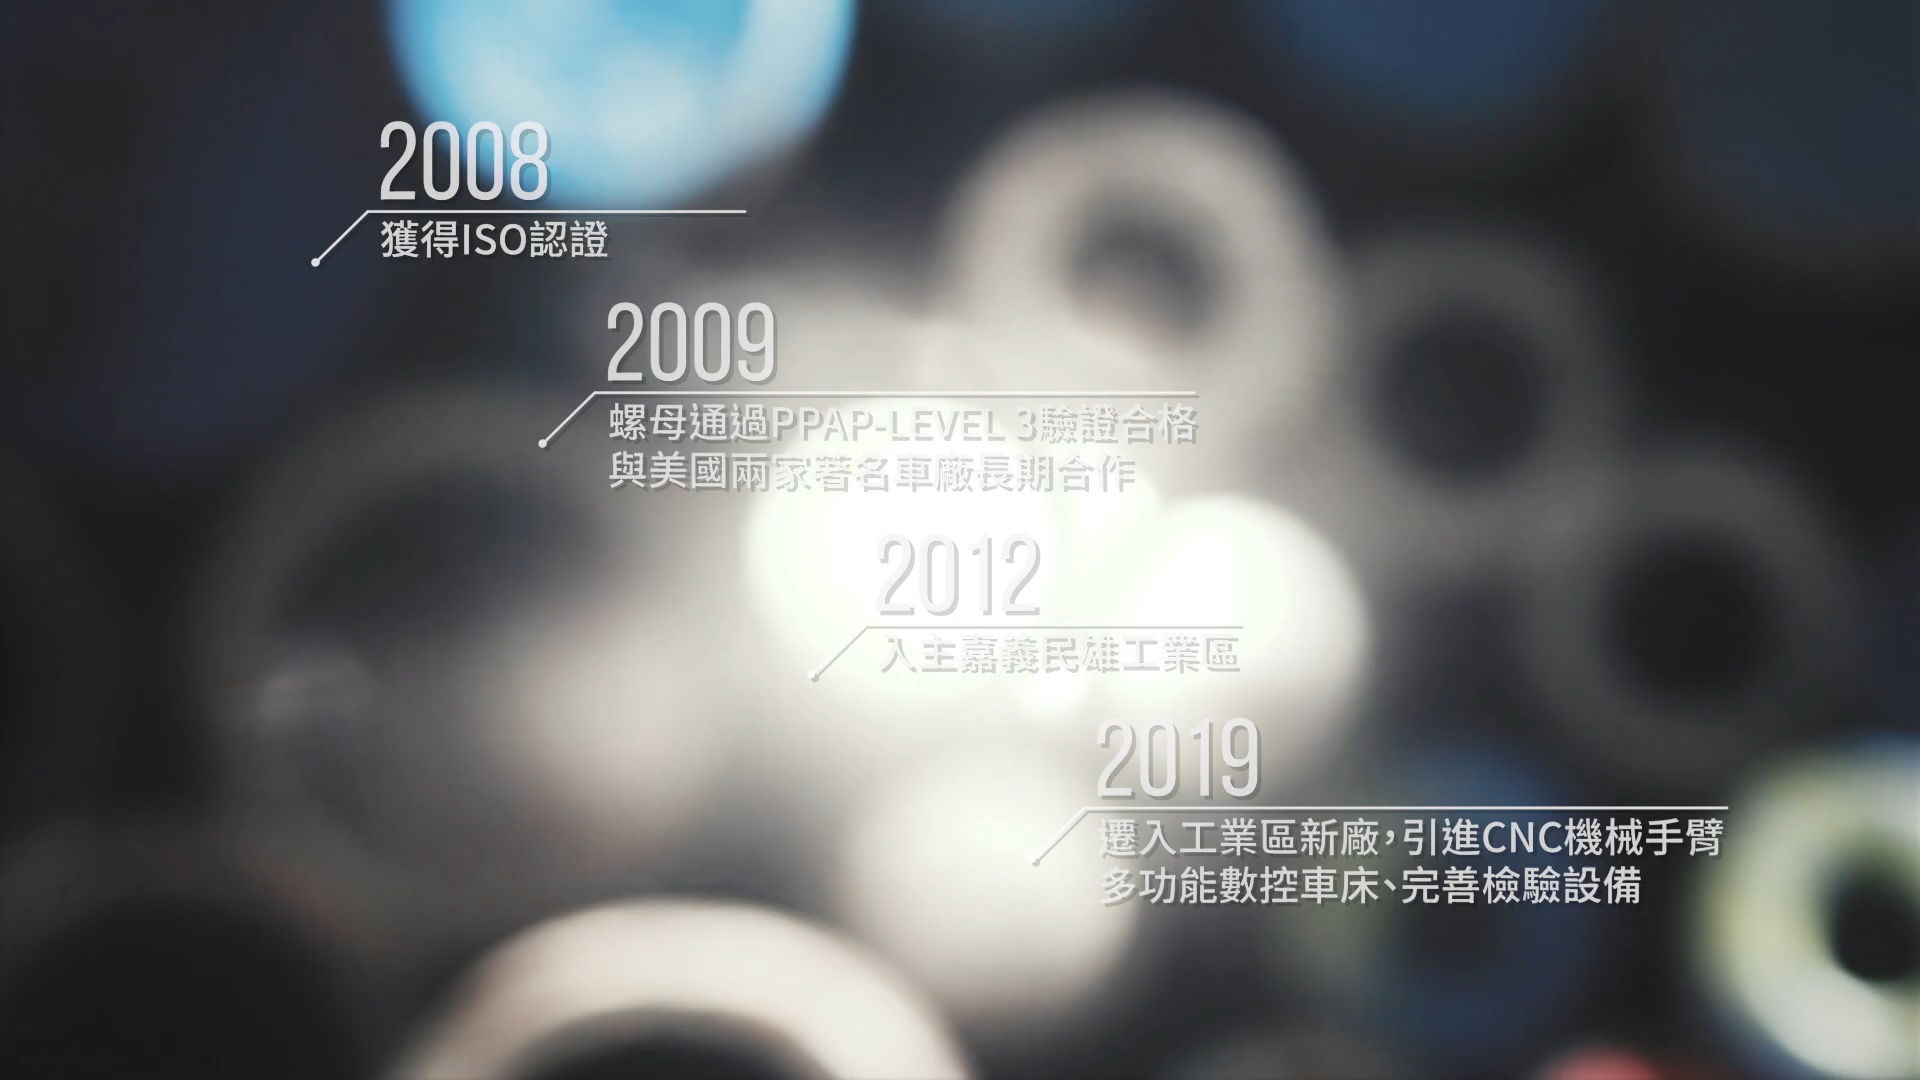 2008
獲得ISO認證
2009
螺母通過PPAP-LEVEL 3驗證合格
與美國兩家著名車廠長期合作
2012
入主嘉義民雄工業區
2019
遷入工業區新廠，引進CNC機械手臂
多功能數控車床、完善檢驗設備